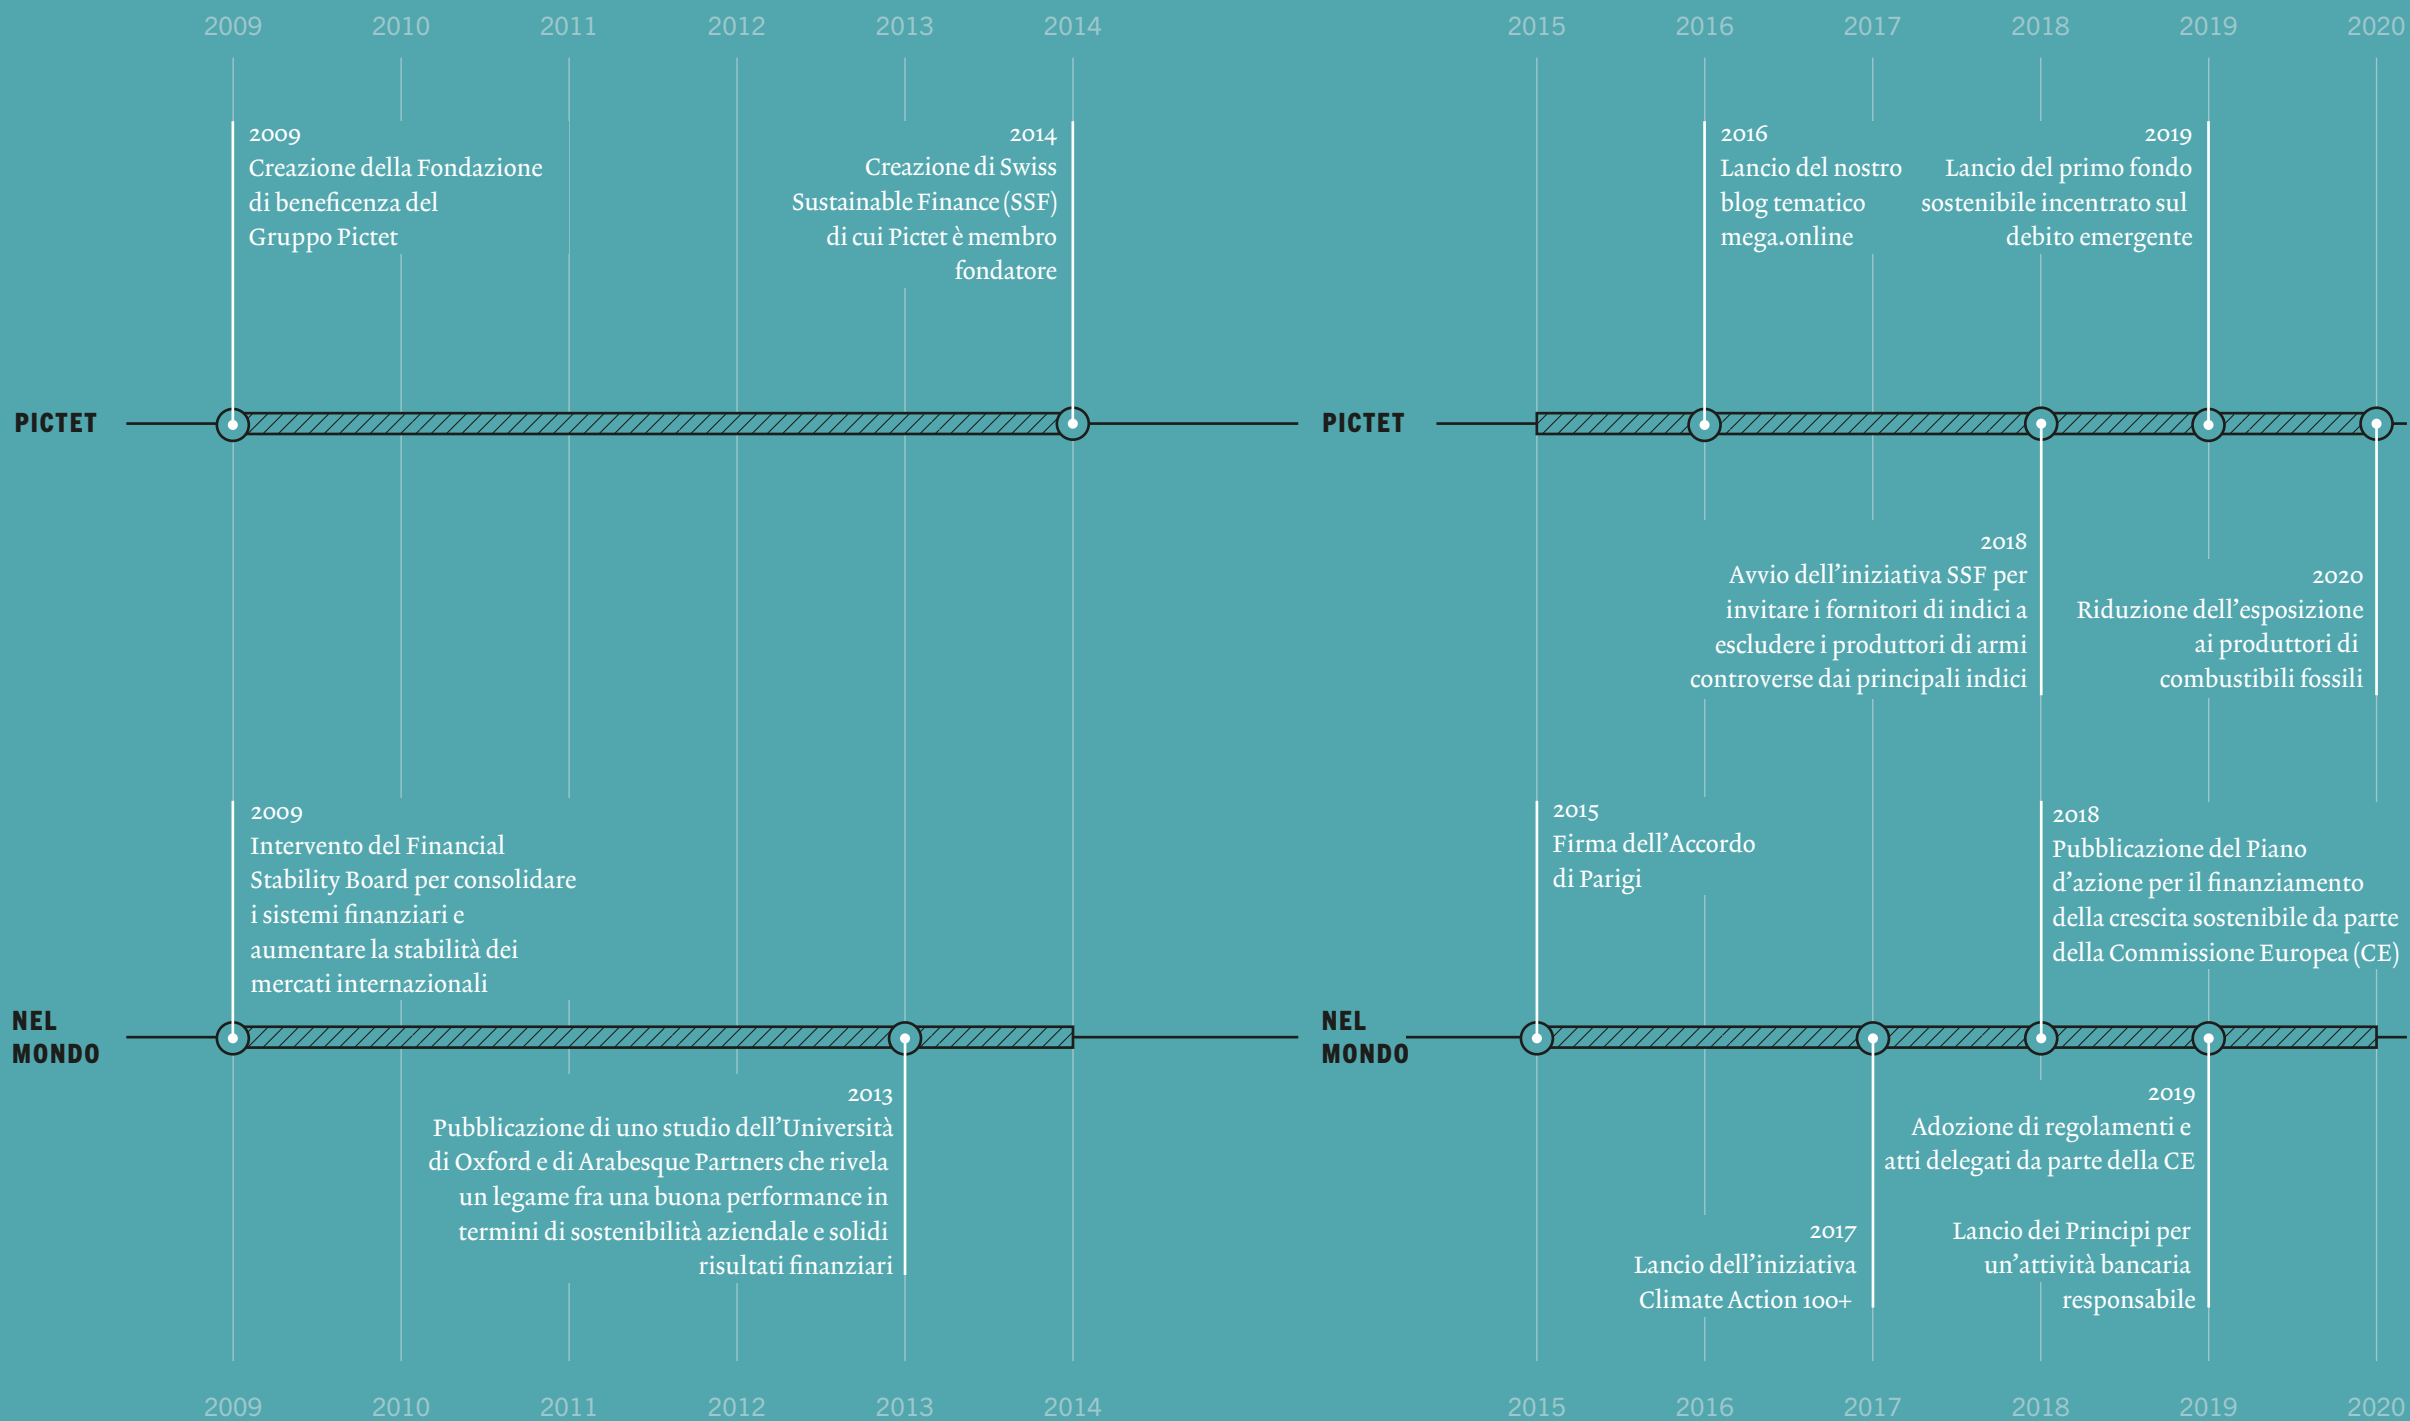 2009 2010 2011 2012 2013 2014 2015 2016 2017 2018 2019 2020
2009
Creazione della Fondazione
di beneficenza del
Gruppo Pictet
2014
Creazione di Swiss
Sustainable Finance (SSF)
di cui Pictet è membro
fondatore
2016
Lancio del nostro
blog tematico
mega.online
2019
Lancio del primo fondo
sostenibile incentrato sul
debito emergente
PICTET
PICTET
2018
Avvio dell’iniziativa SSF per
invitare i fornitori di indici a
escludere i produttori di armi
controverse dai principali indici
2020
Riduzione dell’esposizione
ai produttori di
combustibili fossili
2009
Intervento del Financial
Stability Board per consolidare
i sistemi finanziari e
aumentare la stabilità dei
mercati internazionali
2015
Firma dell’Accordo
di Parigi
2018
Pubblicazione del Piano
d’azione per il finanziamento
della crescita sostenibile da parte
della Commissione Europea (CE)
NEL
MONDO
NEL
MONDO
2013
Pubblicazione di uno studio dell’Università
di Oxford e di Arabesque Partners che rivela
un legame fra una buona performance in
termini di sostenibilità aziendale e solidi
risultati finanziari
2017
Lancio dell’iniziativa
Climate Action 100+
2019
Adozione di regolamenti e
atti delegati da parte della CE
Lancio dei Principi per
un’attività bancaria
responsabile
2009 2010 2011 2012 2013 2014 2015 2016 2017 2018 2019 2020